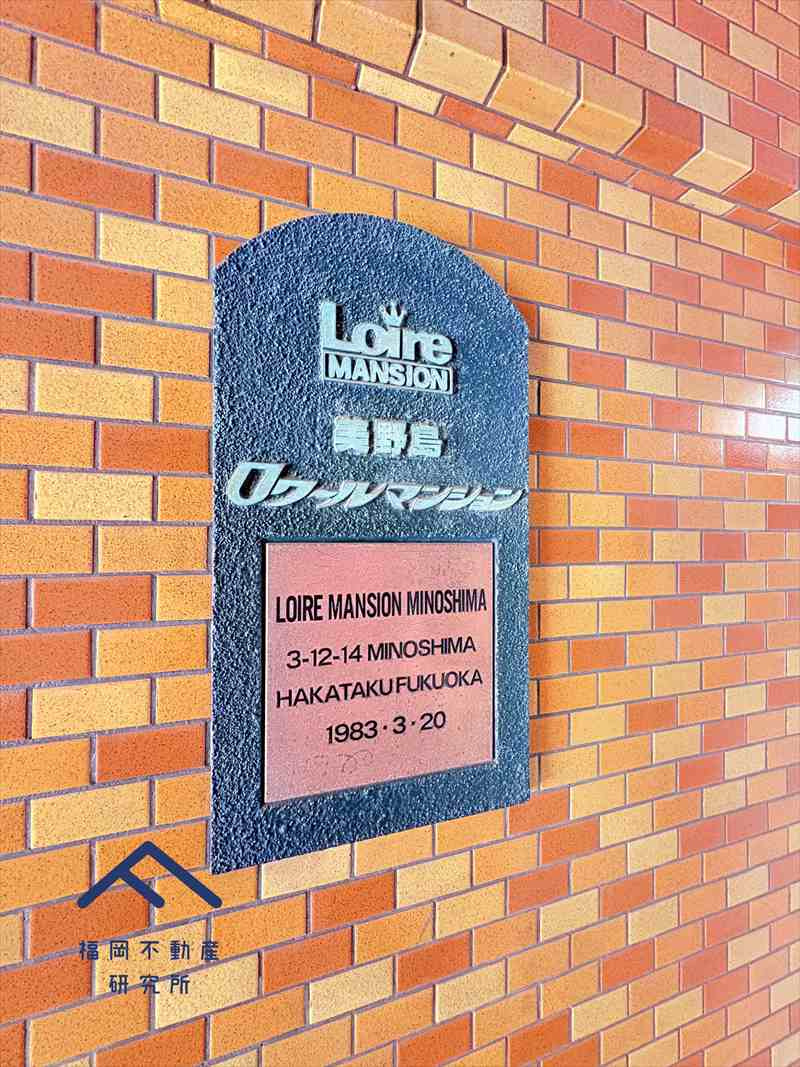 Loire
MANSION
美野島
ロワールマンション
LOIRE MANSION MINOSHIMA
3-12-14 MINOSHIMA
HAKATAKU FUKUOKA
1983・3・20
福岡不動産
研究所